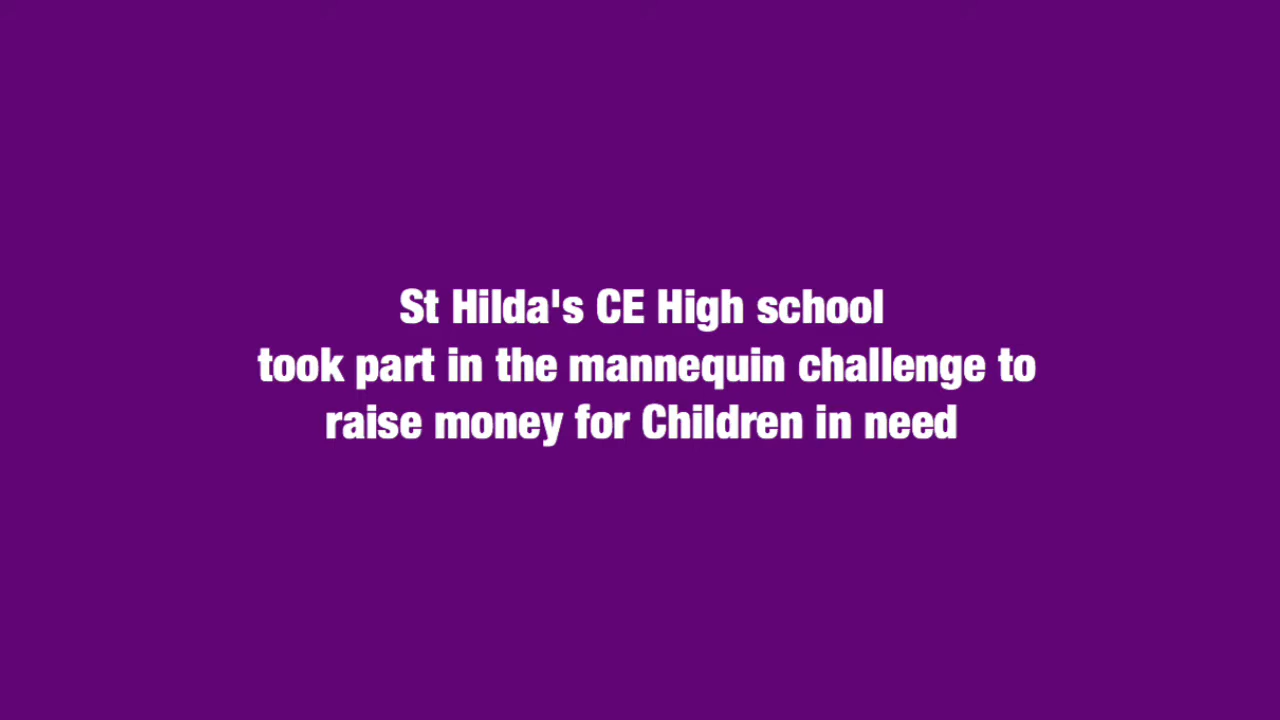 St Hilda's CE High school
took part in the mannequin challenge to
raise money for Children in need